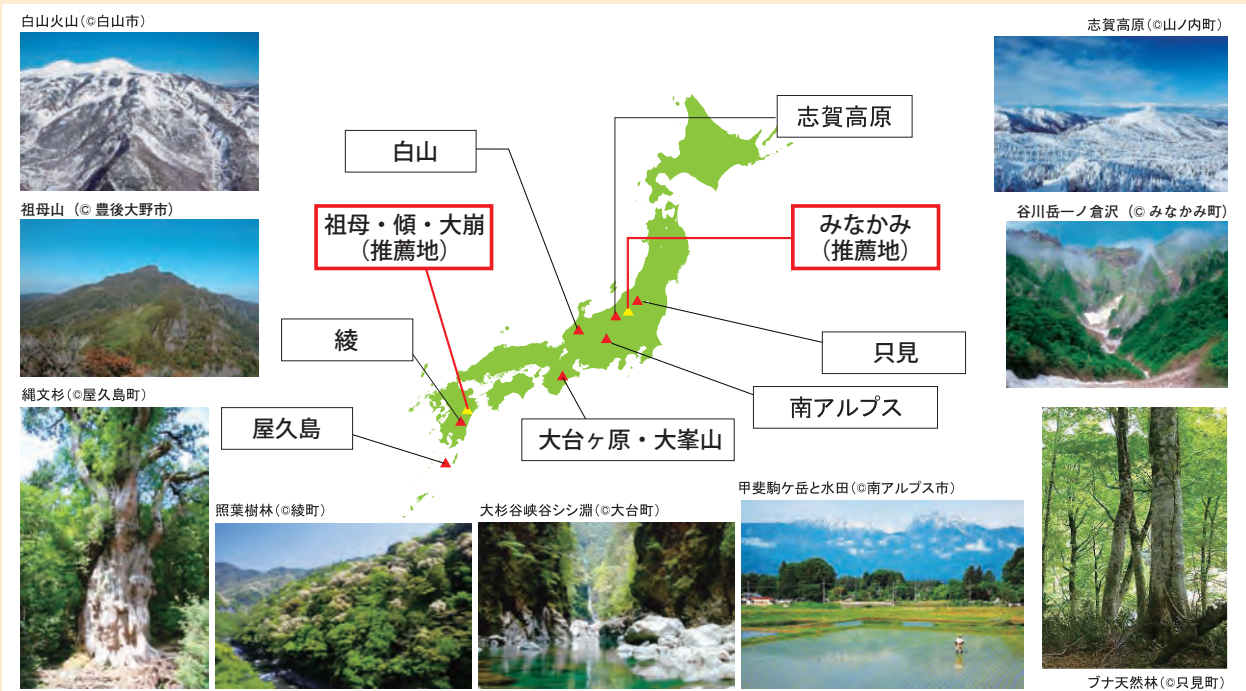 白山火山(©白山市)
志賀高原(©山ノ内町)
志賀高原
白山
祖母山 (© 豊後大野市)
谷川岳一ノ倉沢 (© みなかみ町)
祖母・傾・大崩
(推薦地)
みなかみ
(推薦地)
綾
只見
縄文杉(©屋久島町)
南アルプス
屋久島
大台ヶ原・大峯山
甲斐駒ケ岳と水田(©南アルプス市)
照葉樹林(©綾町)
大杉谷峡谷シシ淵(©大台町)
ブナ天然林(©只見町)